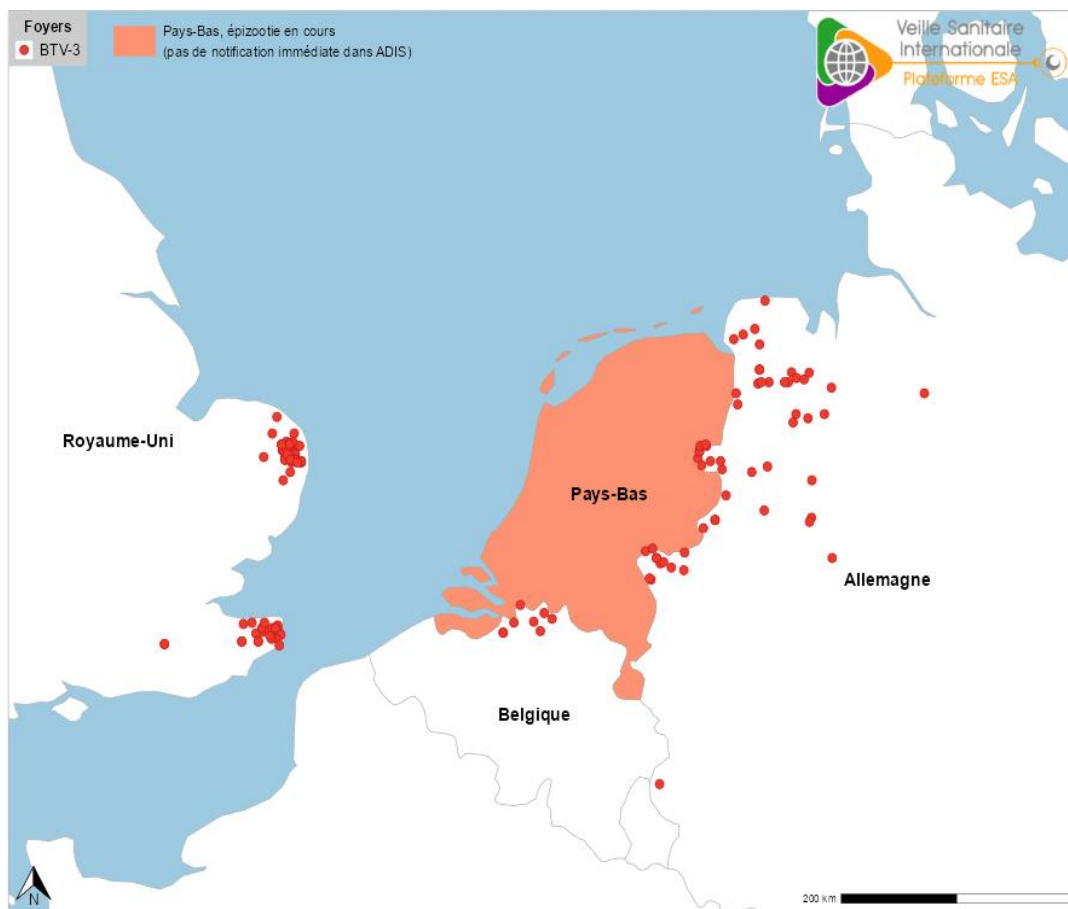 Foyers
BTV-3
Pays-Bas, épizootie en cours
(pas de notification immédiate dans ADIS)
Veille Sanitaire
Internationale
Plateforme ESA
Royaume-Uni
Pays-Bas
Allemagne
Belgique
N
200 km